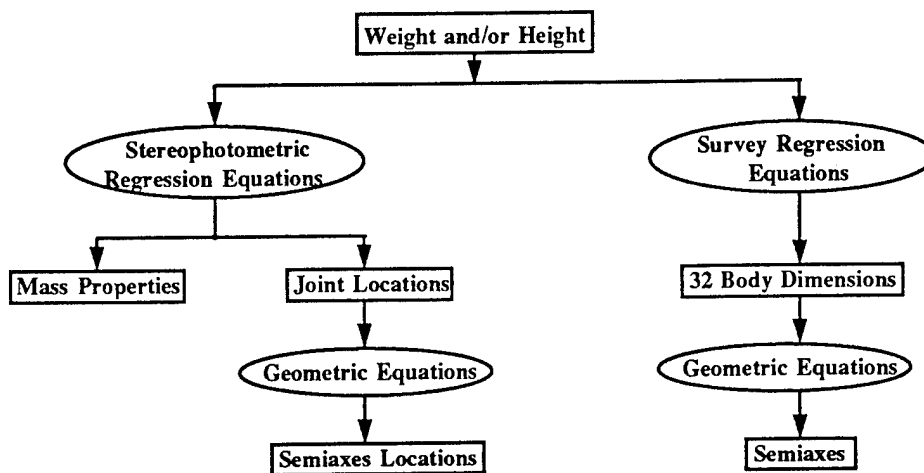 Weight and/or Height
Stereophotometric
Regression Equations
Survey Regression
Equations
Mass Properties
Joint Locations
32 Body Dimensions
Geometric Equations
Geometric Equations
Semiaxes Locations
Semiaxes